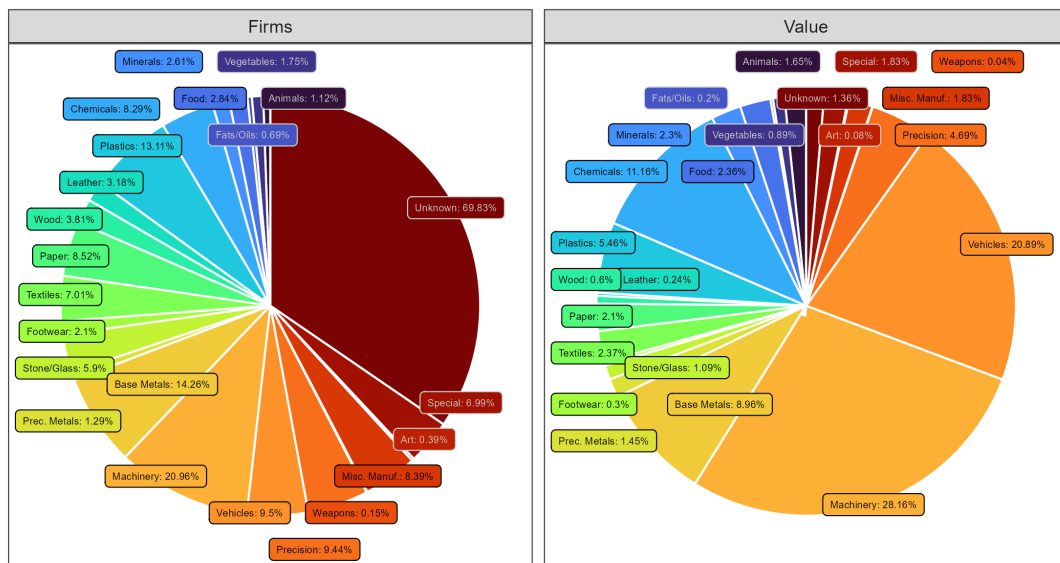 Firms
Minerals: 2.61%
Vegetables: 1.75%
Chemicals: 8.29%
Food: 2.84%
Animals: 1.12%
Fats/Oils: 0.69%
Plastics: 13.11%
Leather: 3.18%
Unknown: 69.83%
Wood: 3.81%
Paper: 8.52%
Textiles: 7.01%
Footwear: 2.1%
Stone/Glass: 5.9%
Base Metals: 14.26%
Special: 6.99%
Prec. Metals: 1.29%
Art: 0.39%
Machinery: 20.96%
Misc. Manuf.: 8.39%
Vehicles: 9.5%
Weapons: 0.15%
Precision: 9.44%
Value
Animals: 1.65%
Special: 1.83%
Weapons: 0.04%
Fats/Oils: 0.2%
Unknown: 1.36%
Misc. Manuf.: 1.83%
Minerals: 2.3%
Vegetables: 0.89%
Art: 0.08%
Precision: 4.69%
Chemicals: 11.16%
Food: 2.36%
Plastics: 5.46%
Vehicles: 20.89%
Wood: 0.6%
Leather: 0.24%
Paper: 2.1%
Textiles: 2.37%
Stone/Glass: 1.09%
Footwear: 0.3%
Base Metals: 8.96%
Prec. Metals: 1.45%
Machinery: 28.16%